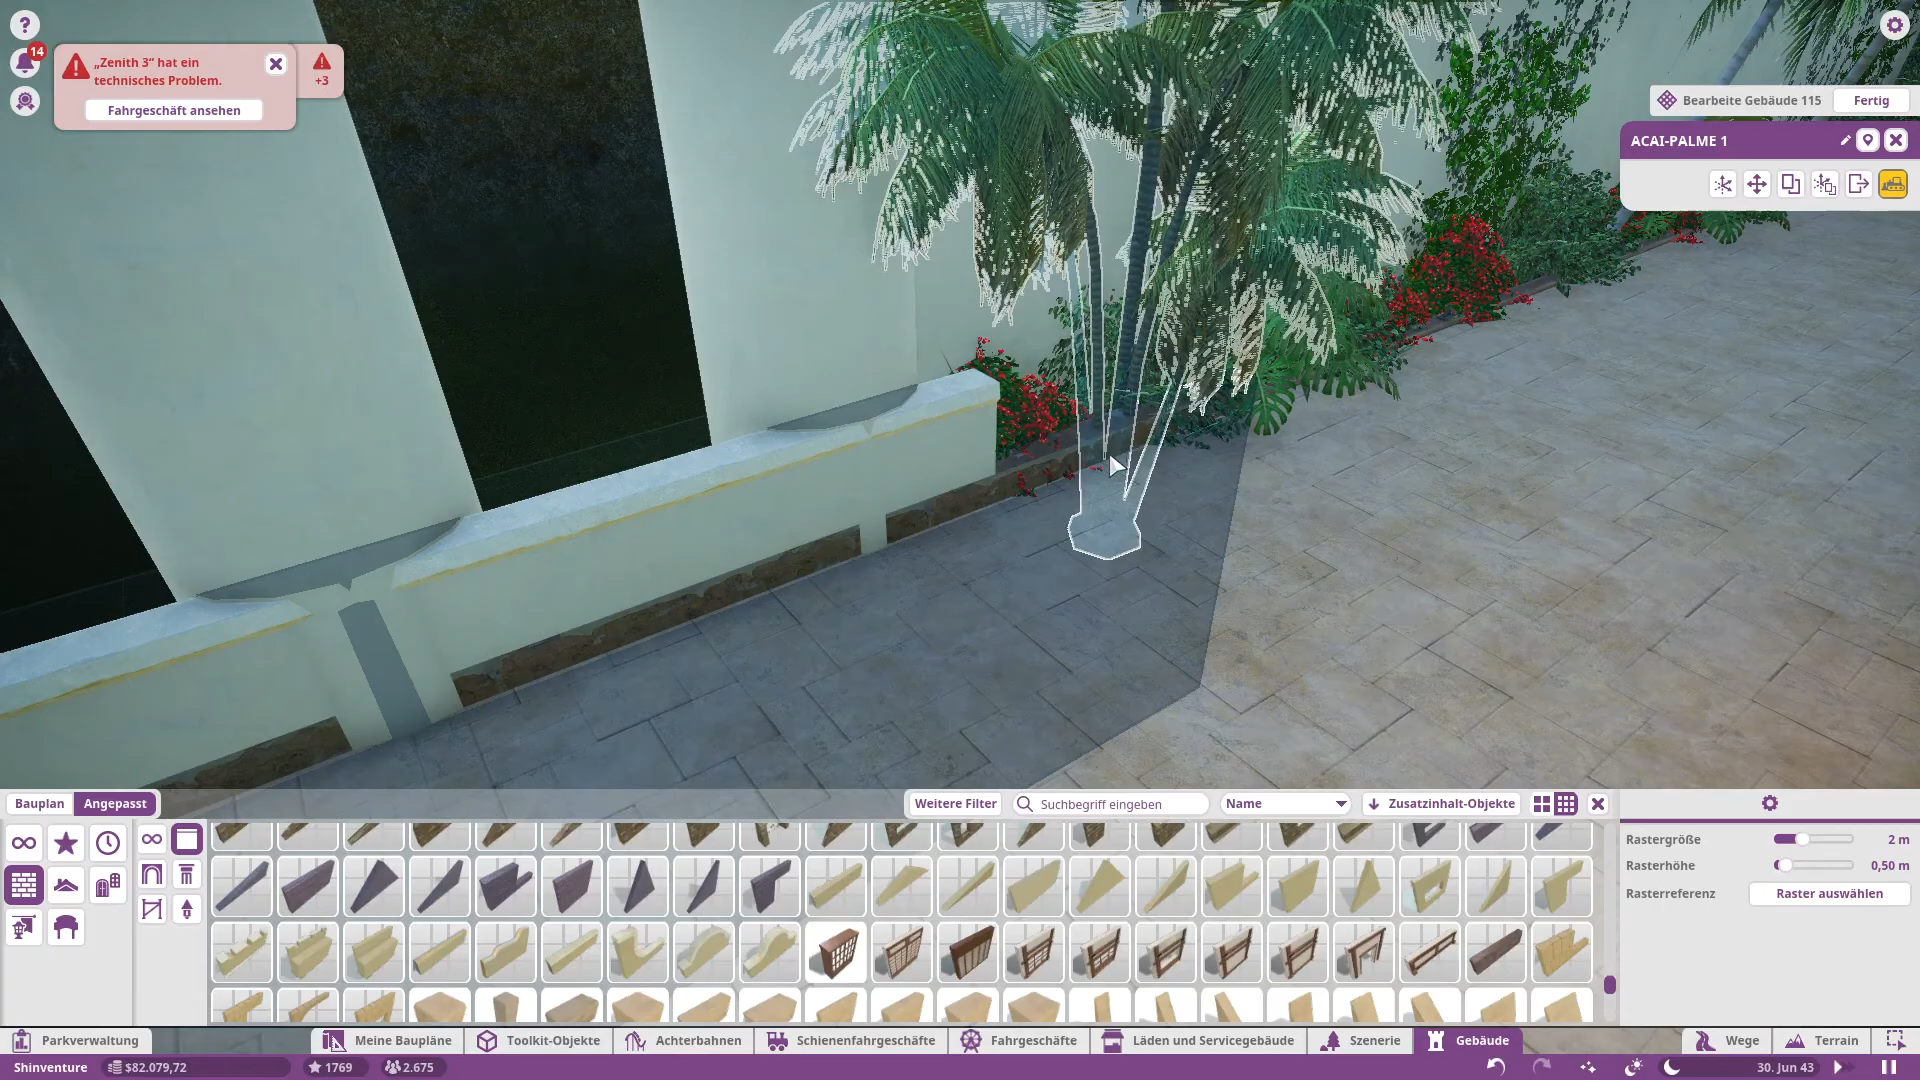 ?
14
„Zenith 3“ hat ein
technisches Problem.
+3
Fahrgeschäft ansehen
Bearbeite Gebäude 115
Fertig
ACAI-PALME 1
Bauplan
Angepasst
Weitere Filter
Suchbegriff eingeben
Name
Zusatzinhalt-Objekte
Rastergröße
2 m
Rasterhöhe
0,50 m
Rasterreferenz
Raster auswählen
Parkverwaltung
Meine Baupläne
Toolkit-Objekte
Achterbahnen
Schienenfahrgeschäfte
Fahrgeschäfte
Läden und Servicegebäude
Szenerie
Gebäude
Wege
Terrain
Shinventure
$82.079,72
1769
2.675
30. Jun 43